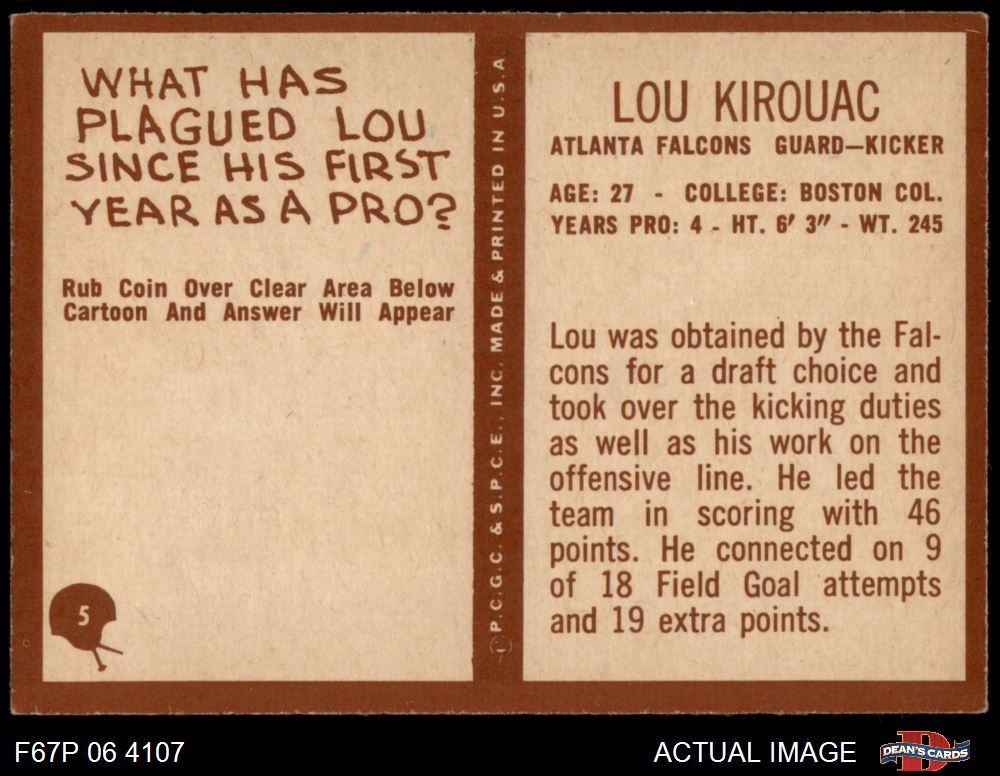 WHAT HAS
PLAGUED LOU
SINCE HIS FIRST
YEAR AS A PRO?
Rub Coin Over Clear Area Below
Cartoon And Answer Will Appear
5
© P.C.G.C. & S.P.C.E., INC. MADE & PRINTED IN U.S.A
LOU KIROUAC
ATLANTA FALCONS GUARD—KICKER
AGE: 27 - COLLEGE: BOSTON COL.
YEARS PRO: 4 - HT. 6' 3" - WT. 245
Lou was obtained by the Fal-
cons for a draft choice and
took over the kicking duties
as well as his work on the
offensive line. He led the
team in scoring with 46
points. He connected on 9
of 18 Field Goal attempts
and 19 extra points.
F67P 06 4107
ACTUAL IMAGE
D
DEAN'S CARDS